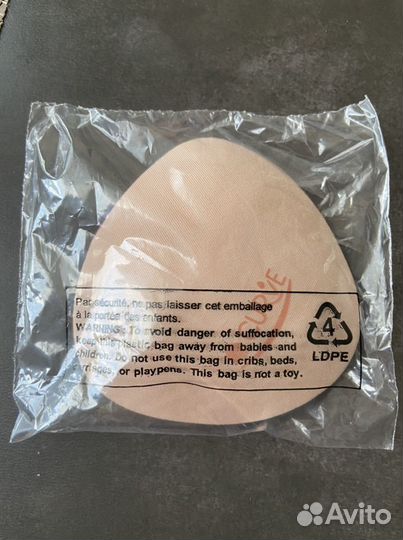 Par sécurité, ne pas laisser cet emballage
à la portée des enfants.
WARNING: To avoid danger of suffocation,
keep this plastic bag away from babies and
children. Do not use this bag in cribs, beds,
carriages, or playpens. This bag is not a toy.
4
LDPE
Avito